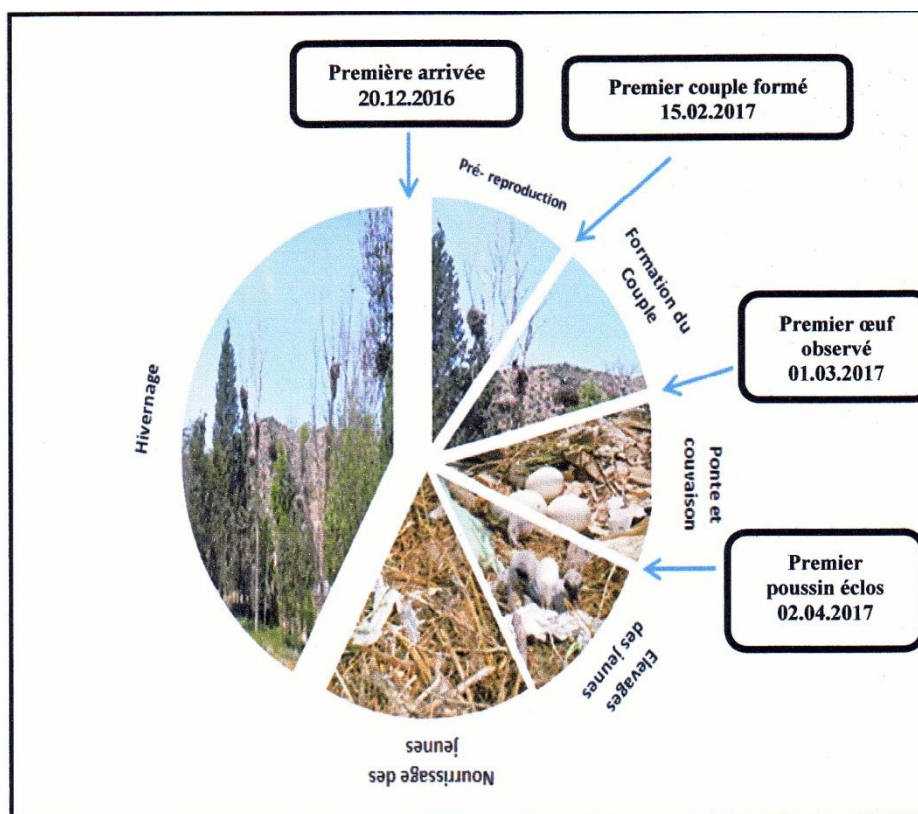 Première arrivée
20.12.2016
Premier couple formé
15.02.2017
Pré- reproduction
Formation du
Couple
Premier œuf
observé
01.03.2017
Ponte et
couvaison
Premier
poussin éclos
02.04.2017
Elevages
des jeunes
Nourrissage des
jeunes
Hivernage